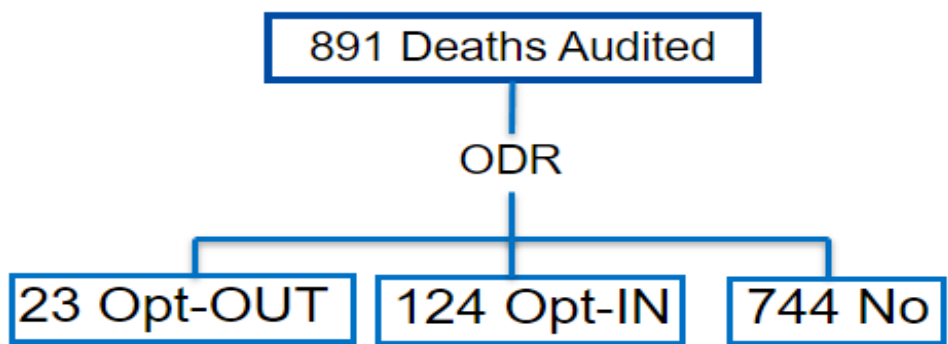 891 Deaths Audited
ODR
23 Opt-OUT
124 Opt-IN
744 No